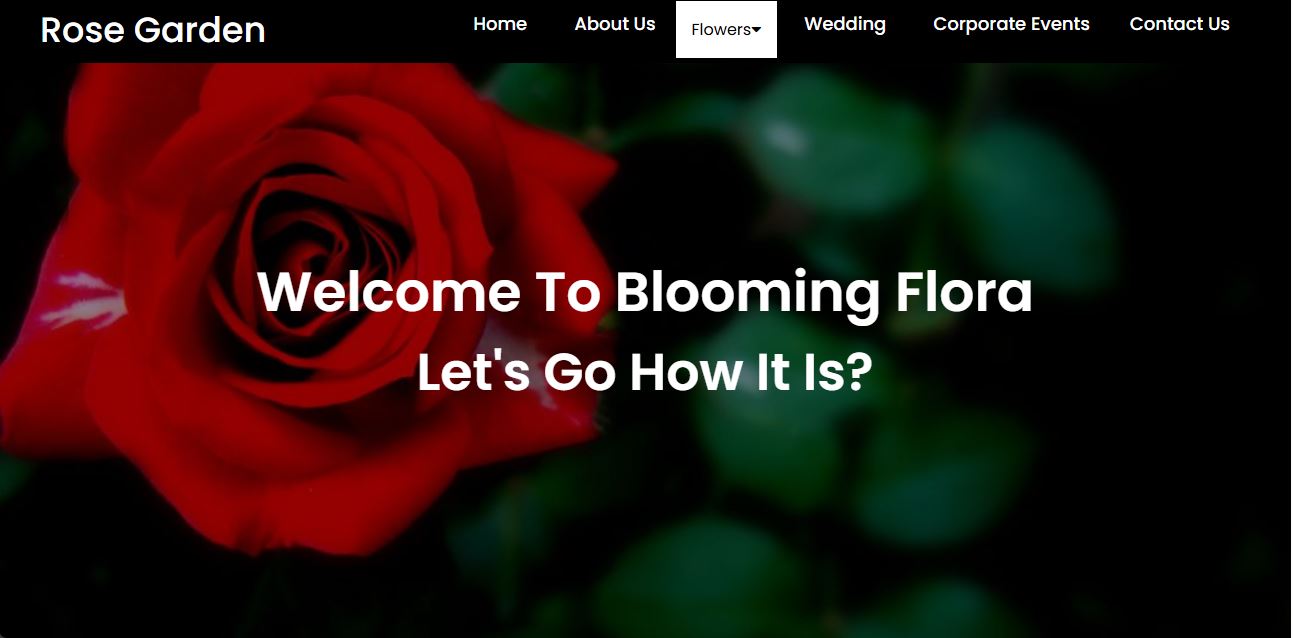 Rose Garden Home About Us Flowers Wedding Corporate Events Contact Us
Welcome To Blooming Flora
Let's Go How It Is?